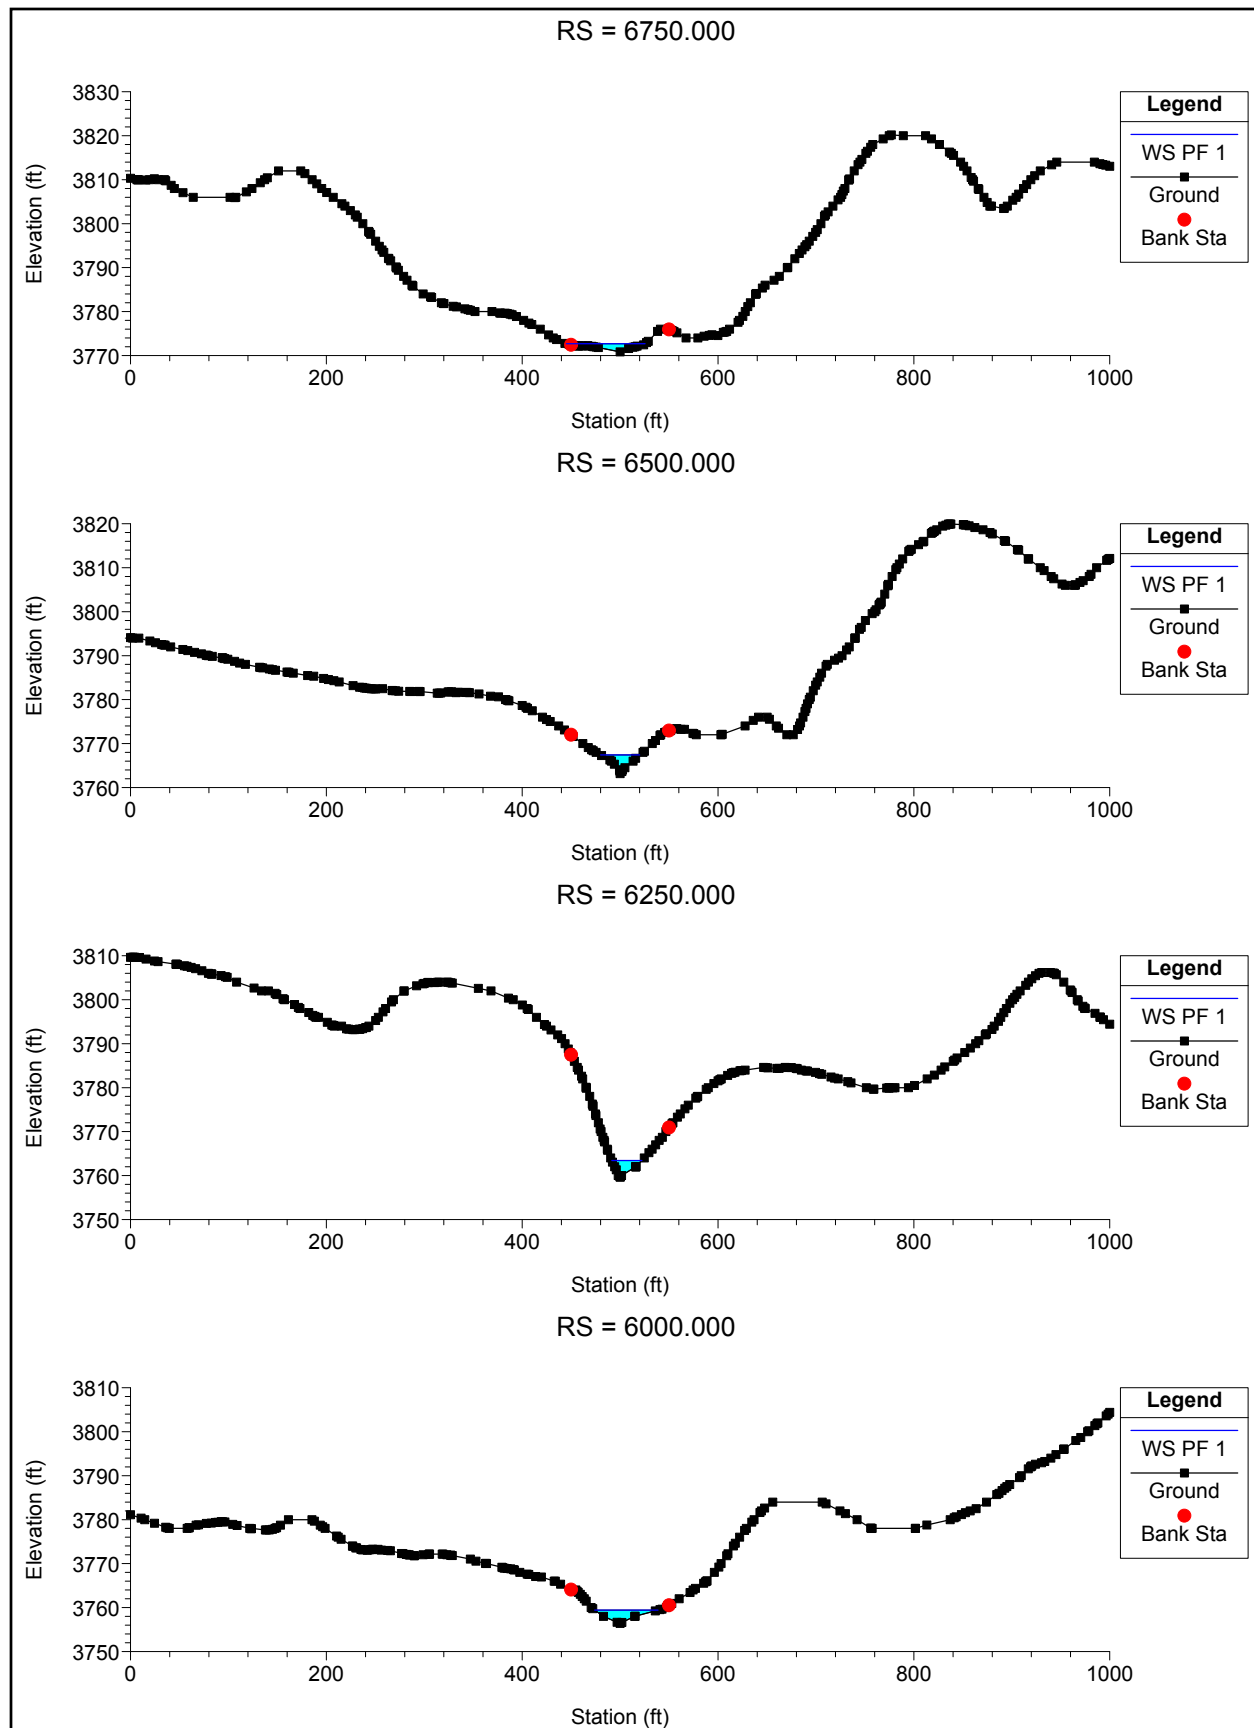 RS = 6750.000
Elevation (ft)
3830
3820
3810
3800
3790
3780
3770
0 200 400 600 800 1000
Station (ft)
Legend
WS PF 1
Ground
Bank Sta
RS = 6500.000
Elevation (ft)
3820
3810
3800
3790
3780
3770
3760
0 200 400 600 800 1000
Station (ft)
Legend
WS PF 1
Ground
Bank Sta
RS = 6250.000
Elevation (ft)
3810
3800
3790
3780
3770
3760
3750
0 200 400 600 800 1000
Station (ft)
Legend
WS PF 1
Ground
Bank Sta
RS = 6000.000
Elevation (ft)
3810
3800
3790
3780
3770
3760
3750
0 200 400 600 800 1000
Station (ft)
Legend
WS PF 1
Ground
Bank Sta